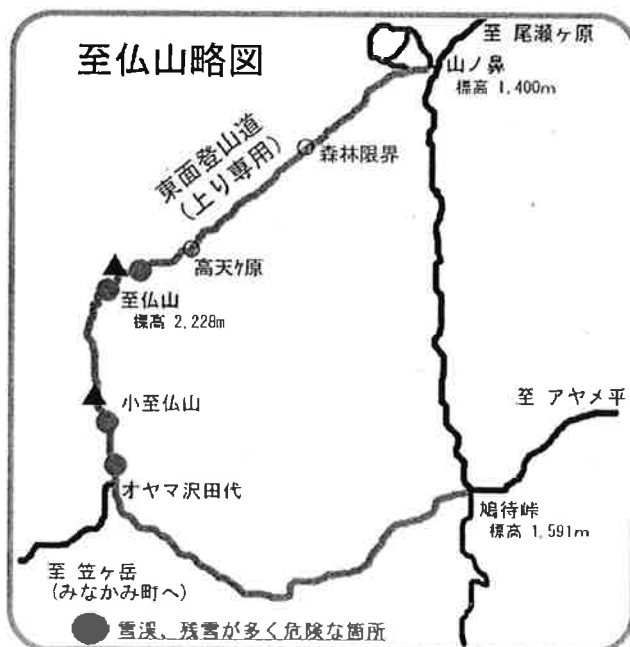 至仏山略図
至 尾瀬ヶ原
山ノ鼻
標高 1,400m
森林限界
東面登山道
(上り専用)
高天ケ原
至仏山
標高 2,228m
小至仏山
至 アヤメ平
オヤマ沢田代
鳩待峠
標高 1,591m
至 笠ヶ岳
(みなかみ町へ)
雪渓、残雪が多く危険な箇所